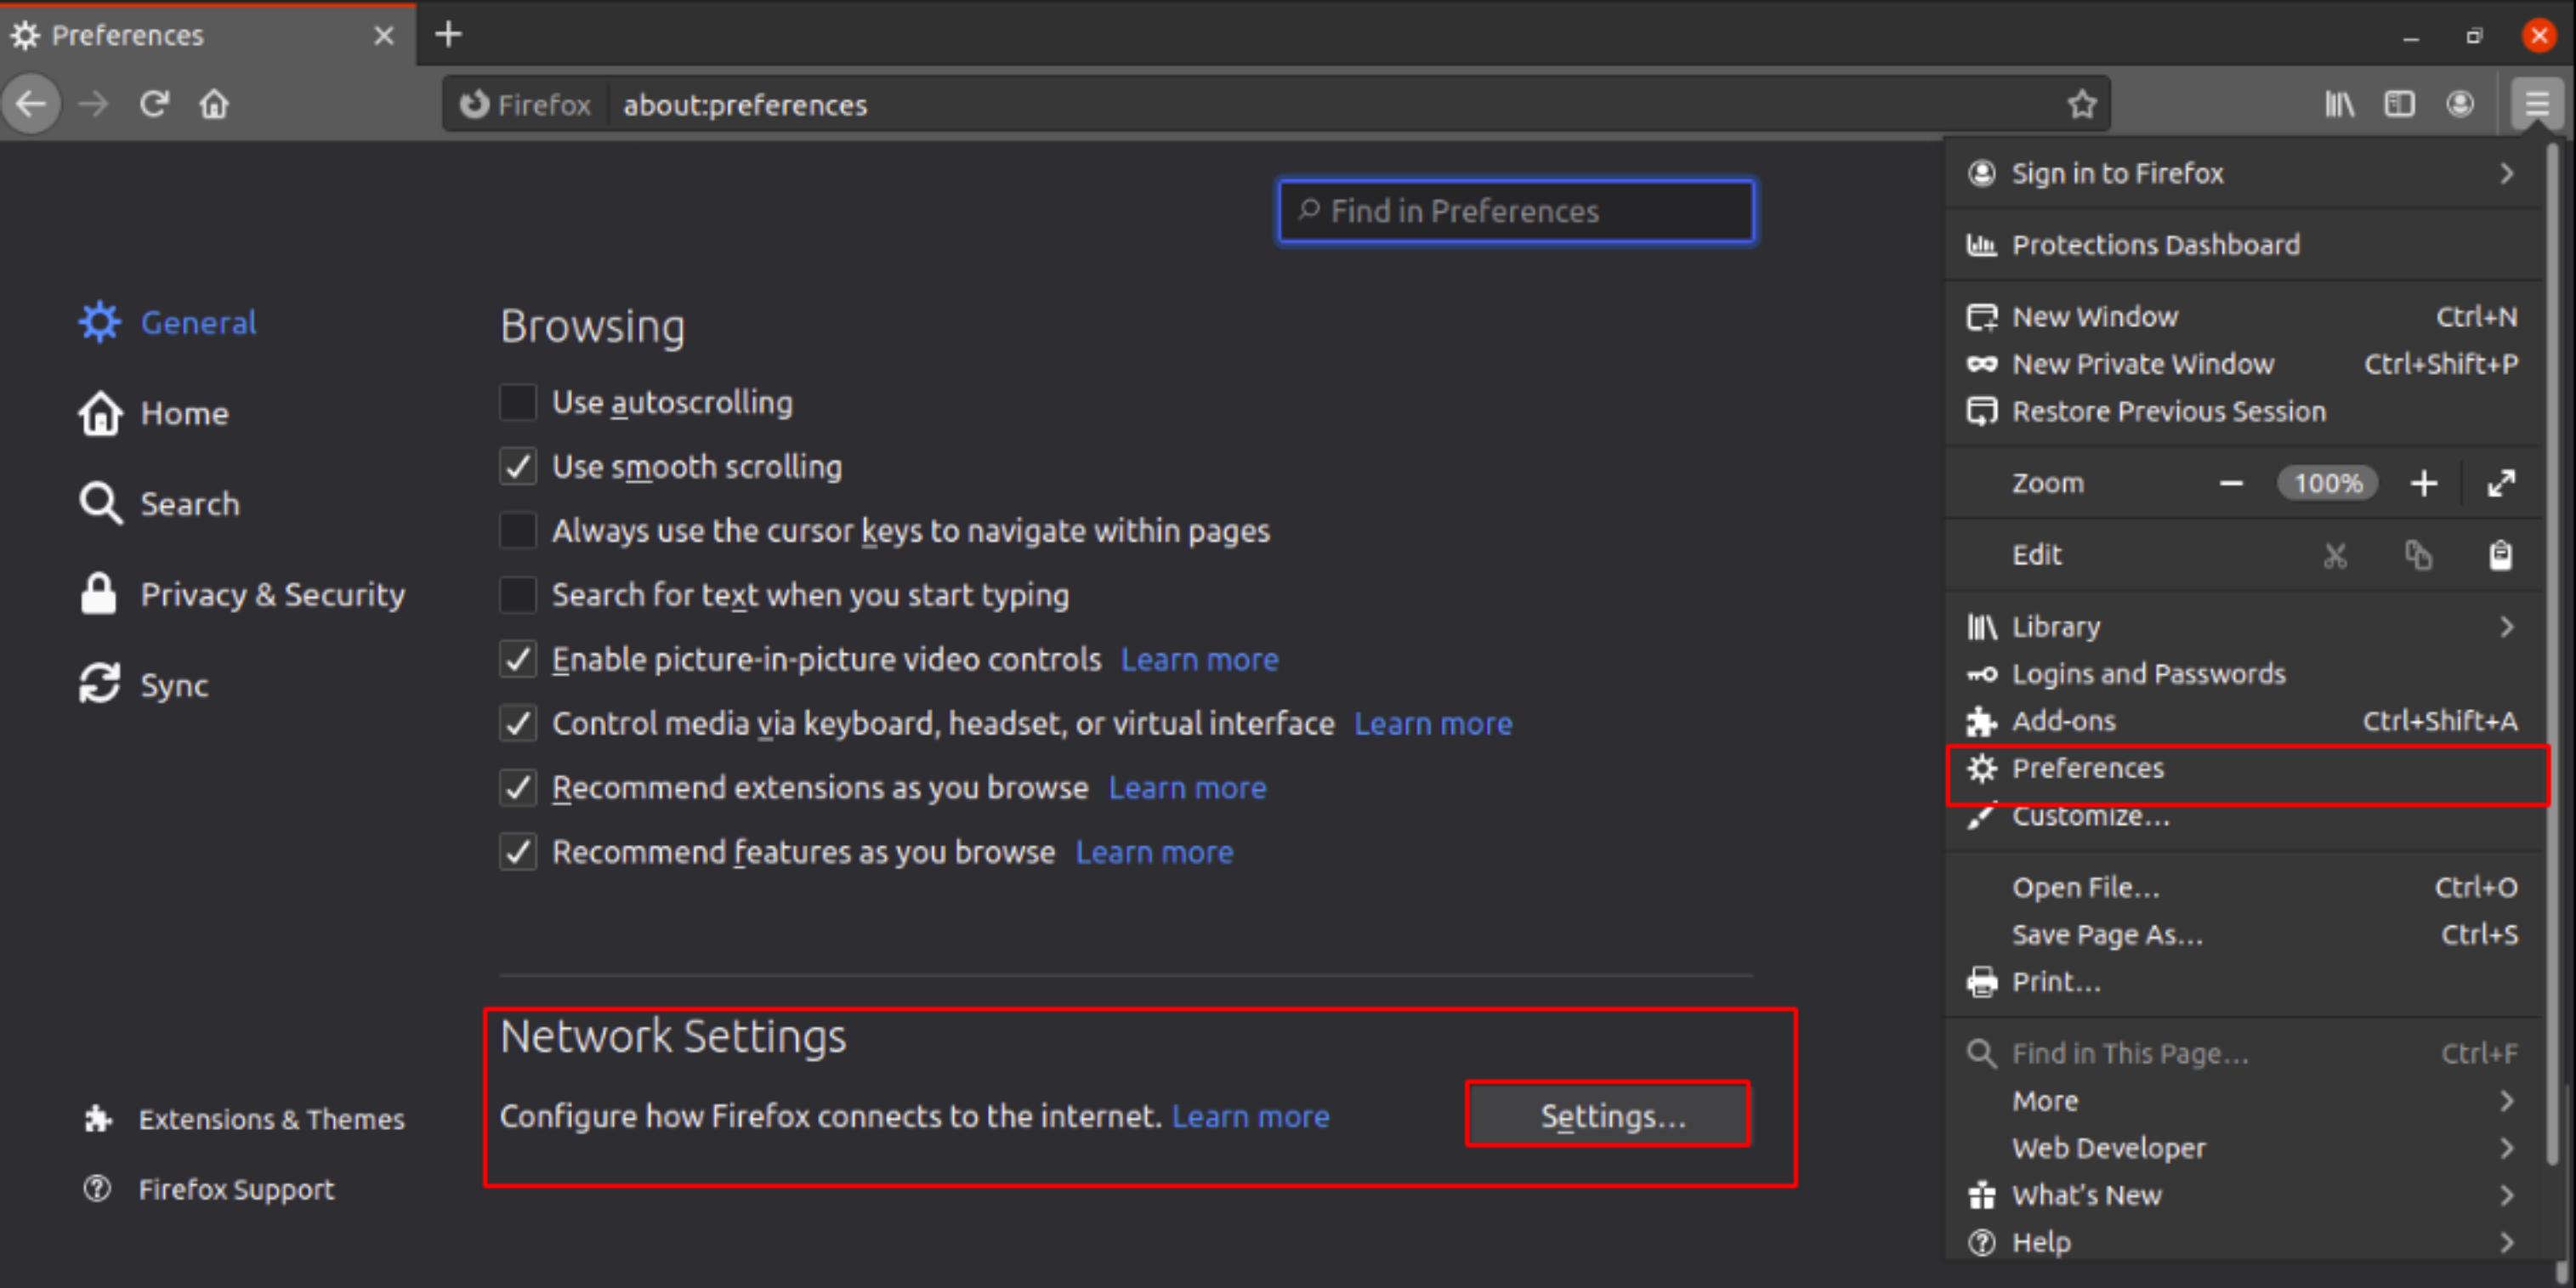 Preferences
Firefox about:preferences
Find in Preferences
General
Home
Search
Privacy & Security
Sync
Extensions & Themes
Firefox Support
Browsing
Use autoscrolling
Use smooth scrolling
Always use the cursor keys to navigate within pages
Search for text when you start typing
Enable picture-in-picture video controls Learn more
Control media via keyboard, headset, or virtual interface Learn more
Recommend extensions as you browse Learn more
Recommend features as you browse Learn more
Network Settings
Configure how Firefox connects to the internet. Learn more Settings...
Sign in to Firefox
Protections Dashboard
New Window Ctrl+N
New Private Window Ctrl+Shift+P
Restore Previous Session
Zoom 100%
Edit
Library
Logins and Passwords
Add-ons Ctrl+Shift+A
Preferences
Customize...
Open File... Ctrl+O
Save Page As... Ctrl+S
Print...
Find in This Page... Ctrl+F
More
Web Developer
What's New
Help